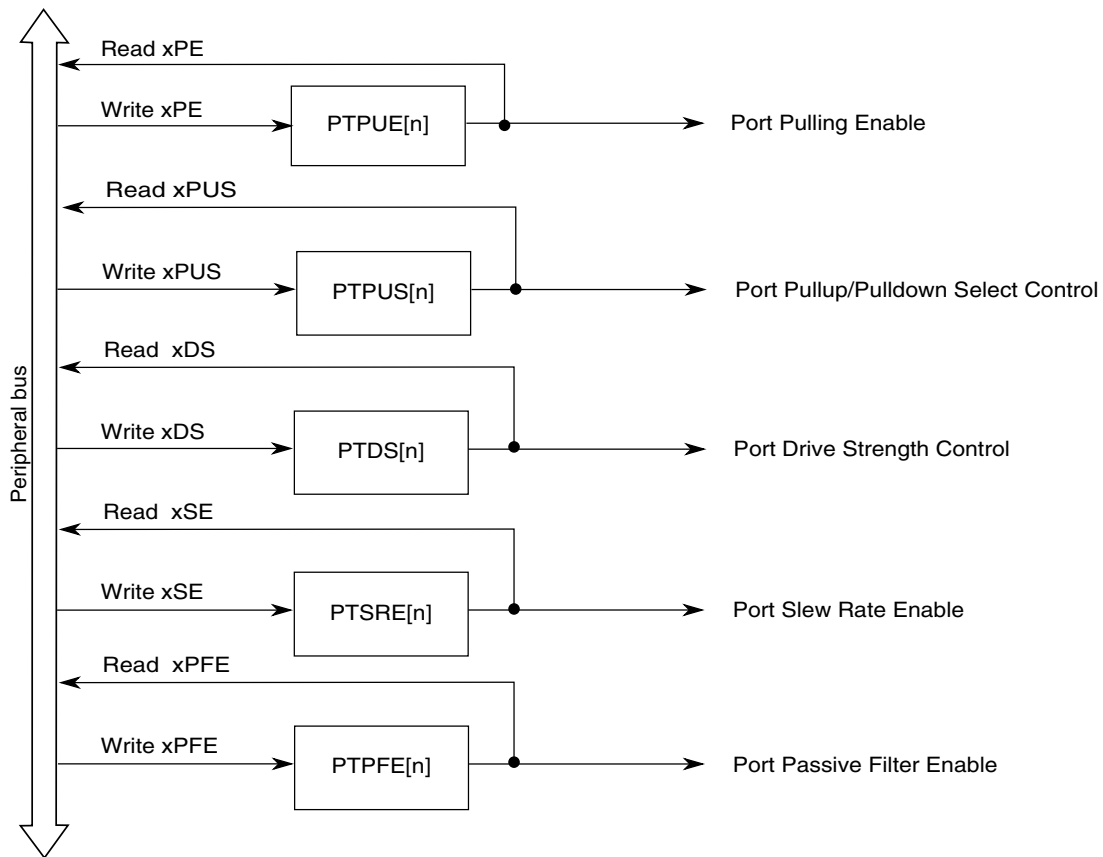 Read xPE
Write xPE
PTPUE[n]
Port Pulling Enable
Read xPUS
Write xPUS
PTPUS[n]
Port Pullup/Pulldown Select Control
Read xDS
Write xDS
PTDS[n]
Port Drive Strength Control
Peripheral bus
Read xSE
Write xSE
PTSRE[n]
Port Slew Rate Enable
Read xPFE
Write xPFE
PTPFE[n]
Port Passive Filter Enable